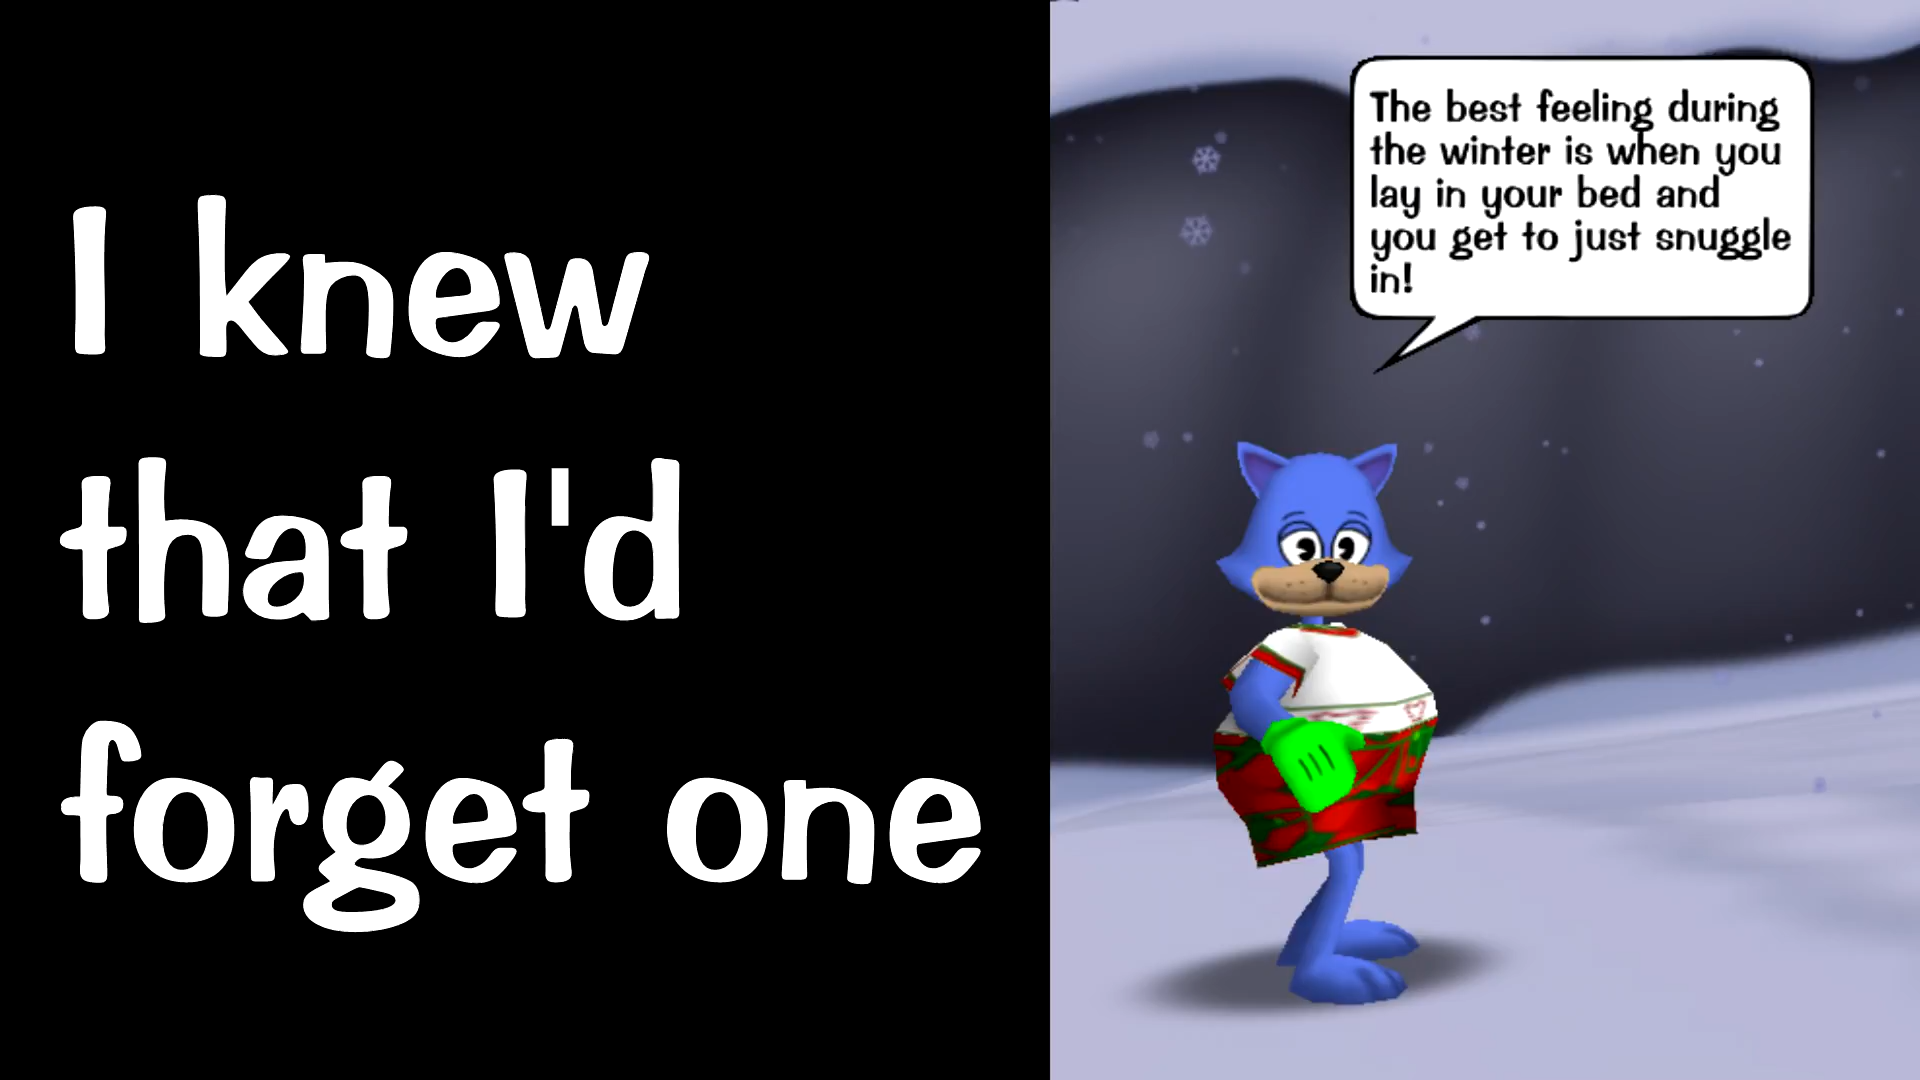 I knew
that I'd
forget one
The best feeling during
the winter is when you
lay in your bed and
you get to just snuggle
in!